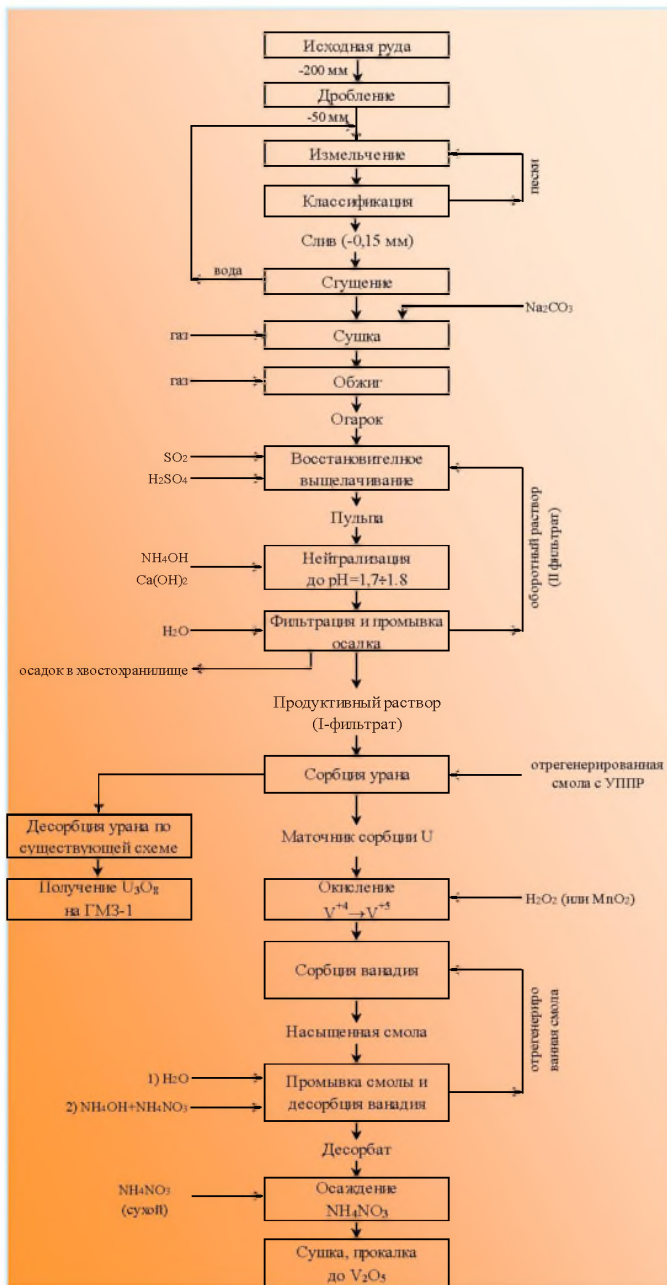 Исходная руда
-200 мм
Дробление
-50 мм
Измельчение
пески
Классификация
Слив (-0,15 мм)
вода
Сгущение
Na₂CO₃
газ
Сушка
газ
Обжиг
Огарок
SO₂
H₂SO₄
Восстановителное
выщелачивание
Пульпа
NH₄OH
Ca(OH)₂
Нейтрализация
до pH=1,7÷1.8
оборотный раствор
(II фильтрат)
H₂O
Фильтрация и промывка
осалка
осадок в хвостохранилище
Продуктивный раствор
(I-фильтрат)
Сорбция урана
отрегенерированная
смола с УППР
Десорбция урана по
существующей схеме
Маточник сорбции U
Получение U₃O₈
на ГМЗ-1
Окисление
V⁺⁴→V⁺⁵
H₂O₂ (или MnO₂)
Сорбция ванадия
отрегенериро
ванная смола
Насыщенная смола
1) H₂O
2) NH₄OH+NH₄NO₃
Промывка смолы и
десорбция ванадия
Десорбат
NH₄NO₃
(сухой)
Осаждение
NH₄NO₃
Сушка, прокалка
до V₂O₅